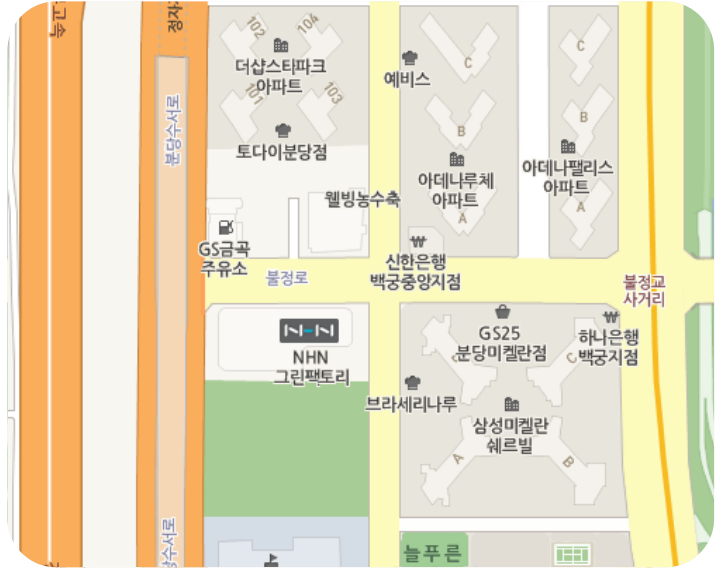 102
104
C
C
더샵스타파크
아파트
예비스
101
103
B
B
분당수서로
토다이분당점
아데나루체
아파트
아데나팰리스
아파트
A
A
웰빙농수축
GS금곡
주유소
₩
신한은행
백궁중앙지점
불정로
불정교
사거리
NHN
그린팩토리
GS25
분당미켈란점
C
₩
하나은행
백궁지점
브라세리나루
삼성미켈란
쉐르빌
A
B
늘푸른